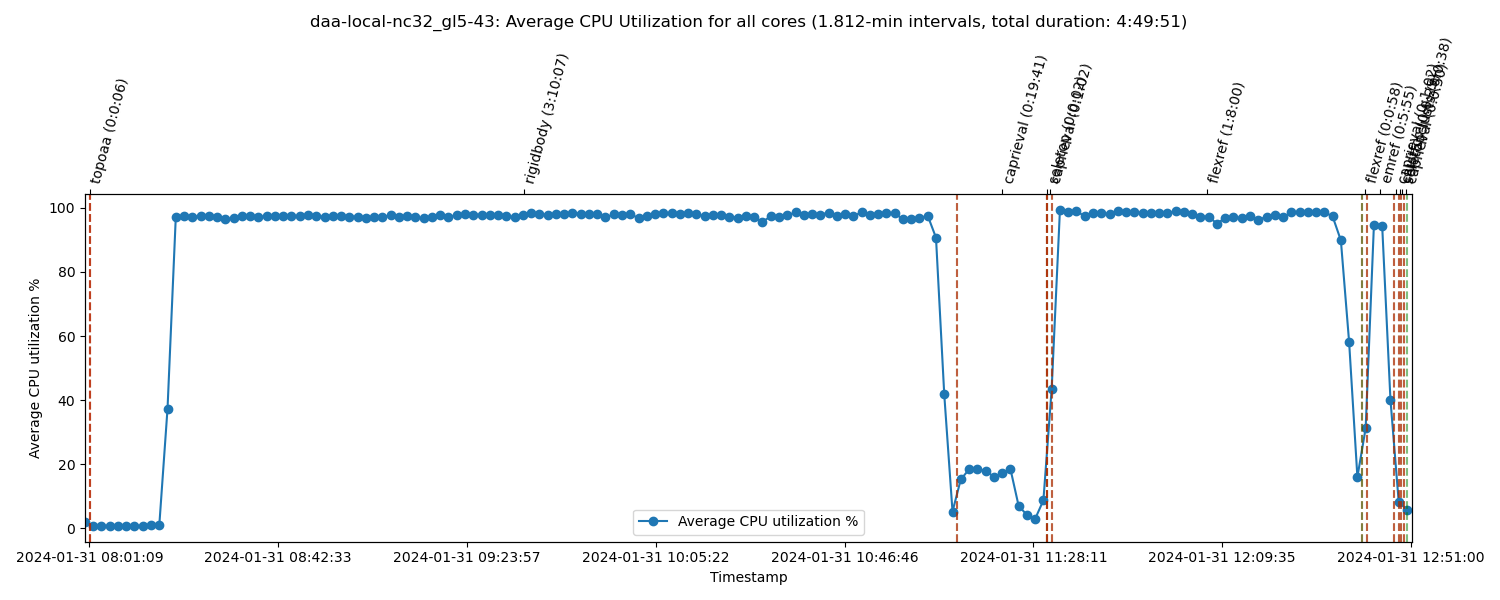 daa-local-nc32_gl5-43: Average CPU Utilization for all cores (1.812-min intervals, total duration: 4:49:51)
topoaa (0:0:06)
rigidbody (3:10:07)
caprieval (0:19:41)
caprieval (0:1:02)
flexref (1:8:00)
flexref (0:0:58)
emref (0:5:55)
100
80
60
40
20
0
Average CPU utilization %
Average CPU utilization %
2024-01-31 08:01:09
2024-01-31 08:42:33
2024-01-31 09:23:57
2024-01-31 10:05:22
2024-01-31 10:46:46
2024-01-31 11:28:11
2024-01-31 12:09:35
2024-01-31 12:51:00
Timestamp